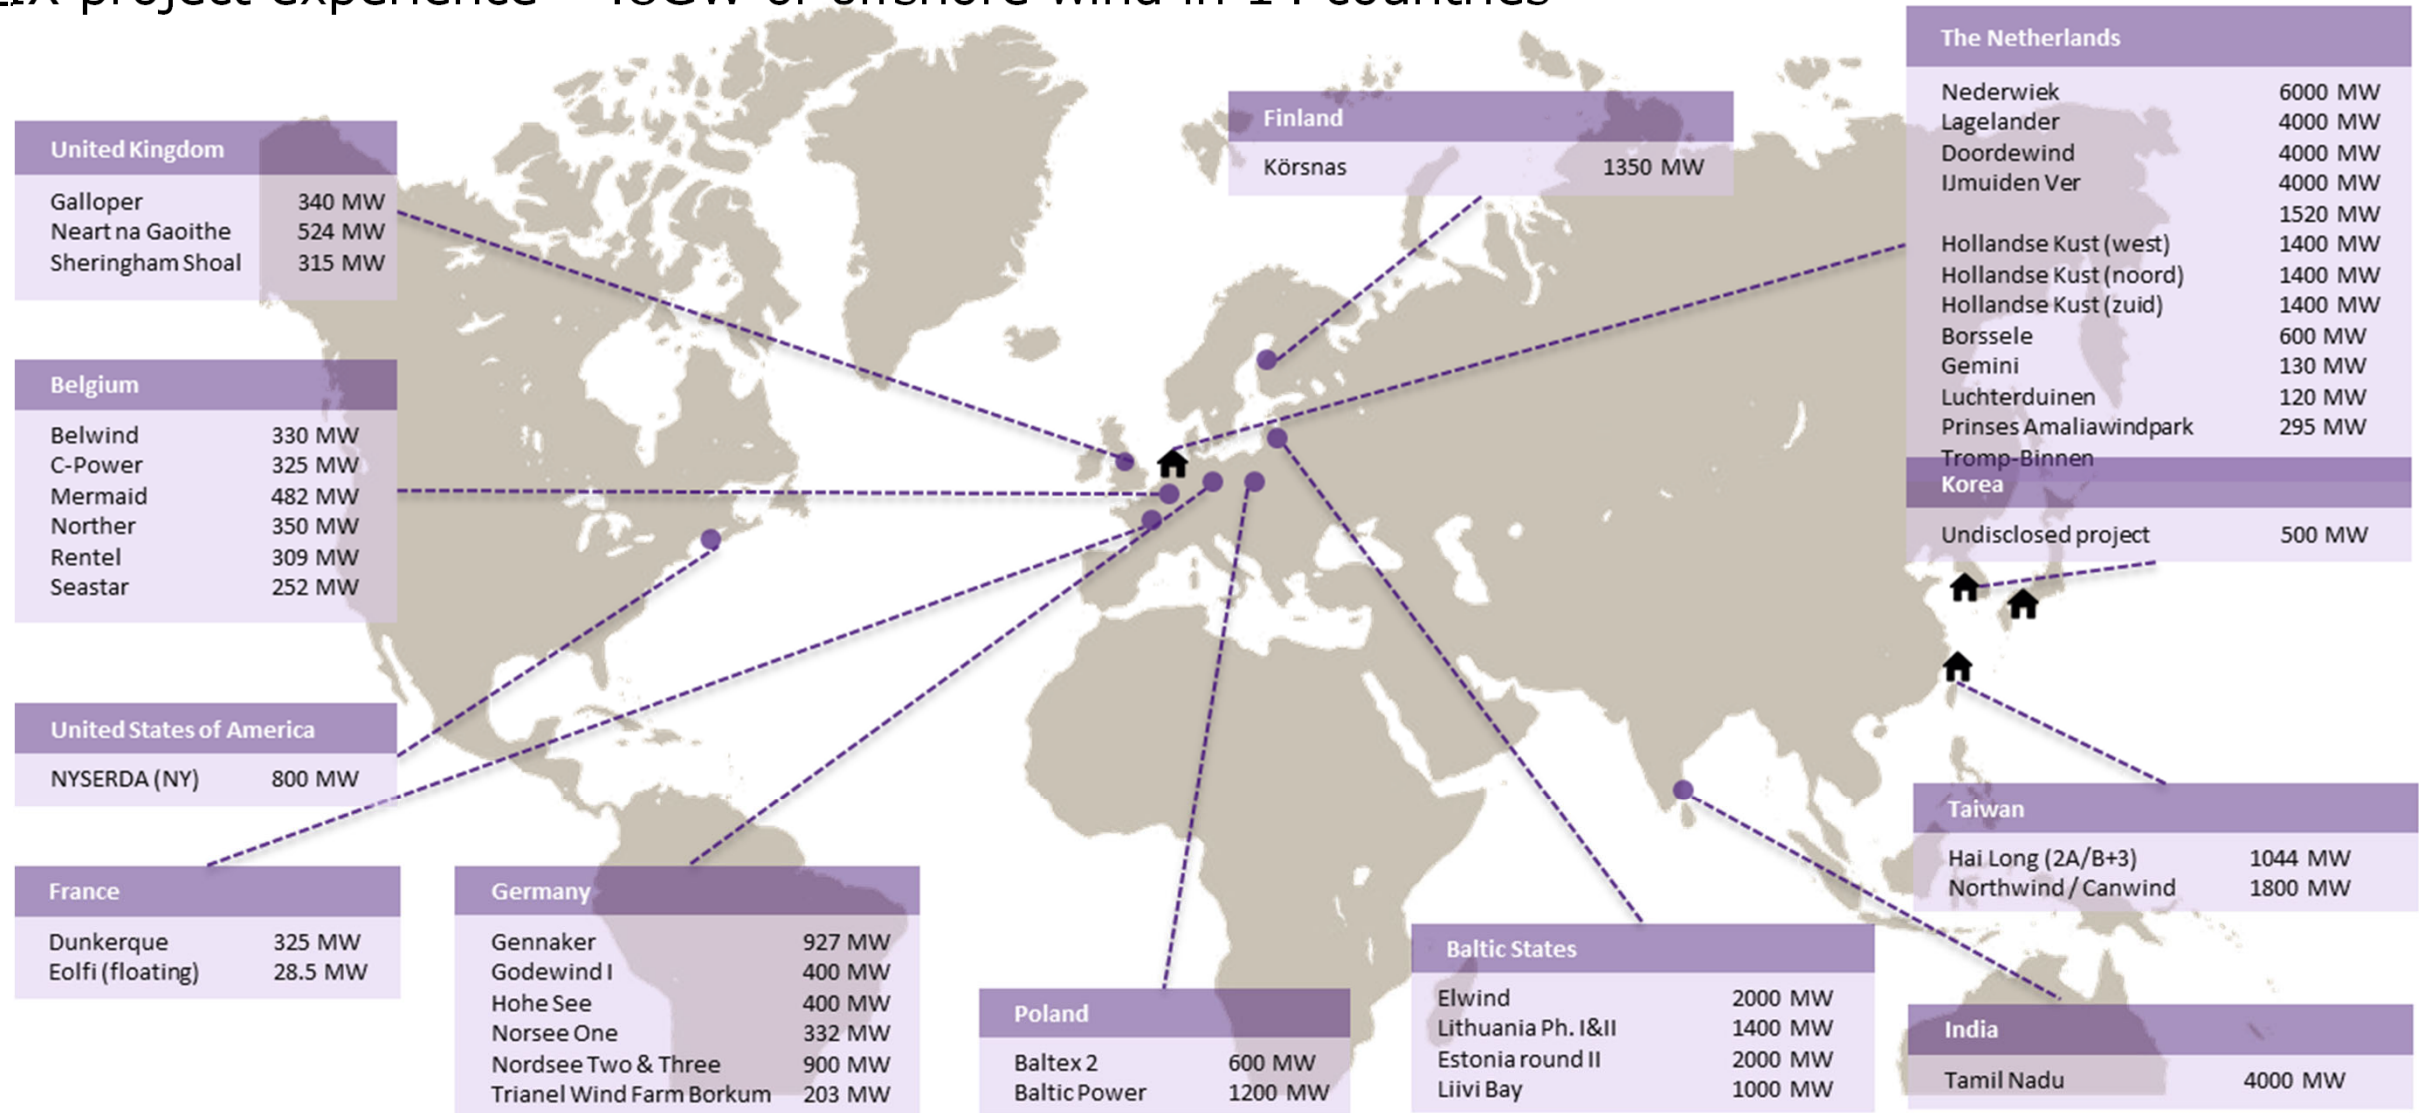 project experience
of offshore wind in 14 countries
United Kingdom
Galloper 340 MW
Neart na Gaoithe 524 MW
Sheringham Shoal 315 MW
Belgium
Belwind 330 MW
C-Power 325 MW
Mermaid 482 MW
Norther 350 MW
Rentel 309 MW
Seastar 252 MW
United States of America
NYSERDA (NY) 800 MW
France
Dunkerque 325 MW
Eolfi (floating) 28.5 MW
Germany
Gennaker 927 MW
Godewind I 400 MW
Hohe See 400 MW
Norsee One 332 MW
Nordsee Two & Three 900 MW
Trianel Wind Farm Borkum 203 MW
Poland
Baltex 2 600 MW
Baltic Power 1200 MW
Baltic States
Elwind 2000 MW
Lithuania Ph. I&II 1400 MW
Estonia round II 2000 MW
Liivi Bay 1000 MW
Finland
Körsnas 1350 MW
The Netherlands
Nederwiek 6000 MW
Lagelander 4000 MW
Doordewind 4000 MW
IJmuiden Ver 4000 MW
1520 MW
Hollandse Kust (west) 1400 MW
Hollandse Kust (noord) 1400 MW
Hollandse Kust (zuid) 1400 MW
Borssele 600 MW
Gemini 130 MW
Luchterduinen 120 MW
Prinses Amaliawindpark 295 MW
Tromp-Binnen
Korea
Undisclosed project 500 MW
Taiwan
Hai Long (2A/B+3) 1044 MW
Northwind / Canwind 1800 MW
India
Tamil Nadu 4000 MW